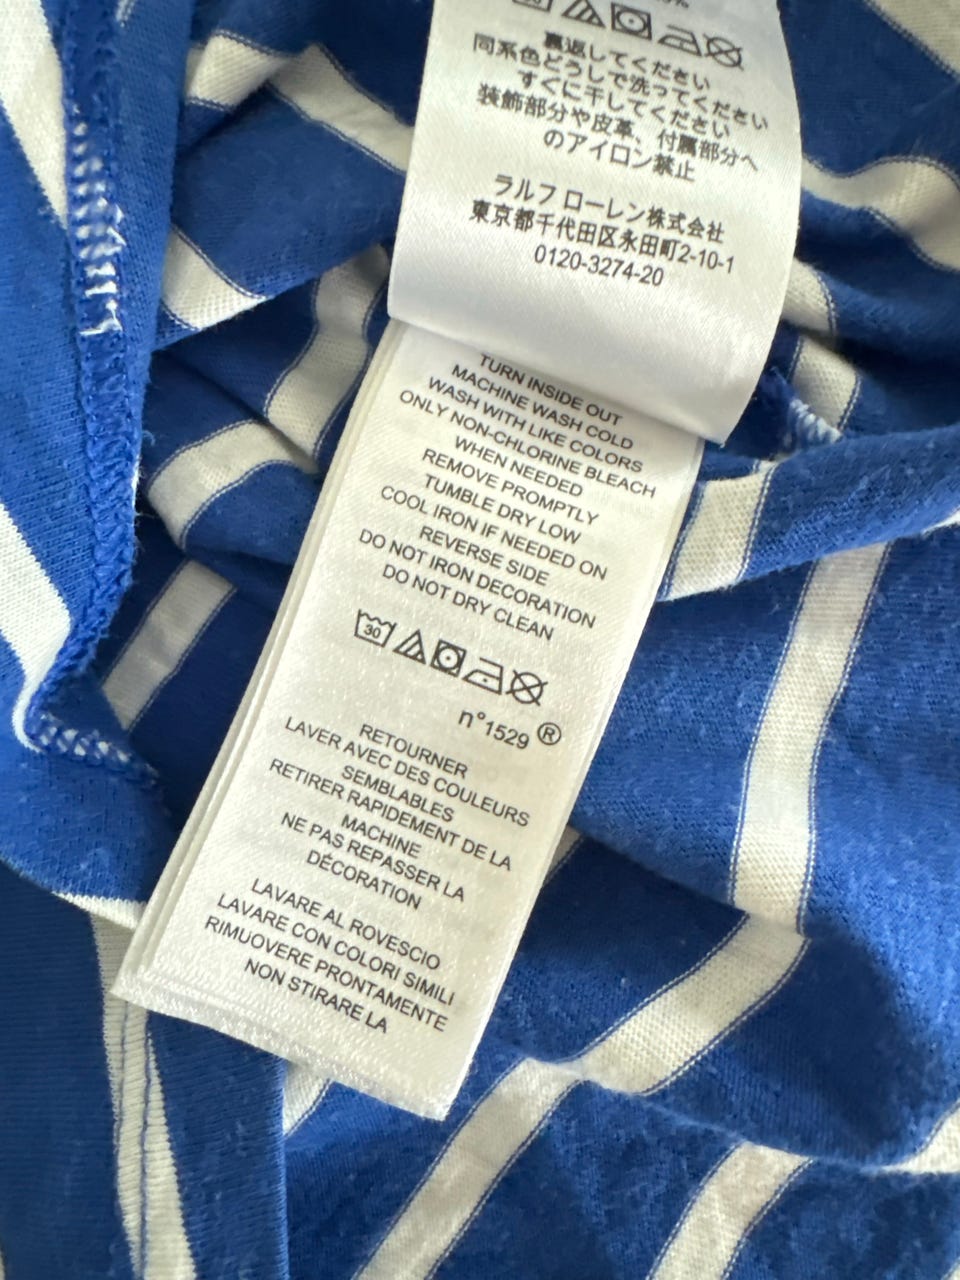 裏返してください
同系色どうしで洗ってください
すぐに干してください
装飾部分や皮革、付属部分へ
のアイロン禁止
ラルフ ローレン株式会社
東京都千代田区永田町2-10-1
0120-3274-20
TURN INSIDE OUT
MACHINE WASH COLD
WASH WITH LIKE COLORS
ONLY NON-CHLORINE BLEACH
WHEN NEEDED
REMOVE PROMPTLY
TUMBLE DRY LOW
COOL IRON IF NEEDED ON
REVERSE SIDE
DO NOT IRON DECORATION
DO NOT DRY CLEAN
30
n°1529 ®
RETOURNER
LAVER AVEC DES COULEURS
SEMBLABLES
RETIRER RAPIDEMENT DE LA
MACHINE
NE PAS REPASSER LA
DÉCORATION
LAVARE AL ROVESCIO
LAVARE CON COLORI SIMILI
RIMUOVERE PRONTAMENTE
NON STIRARE LA